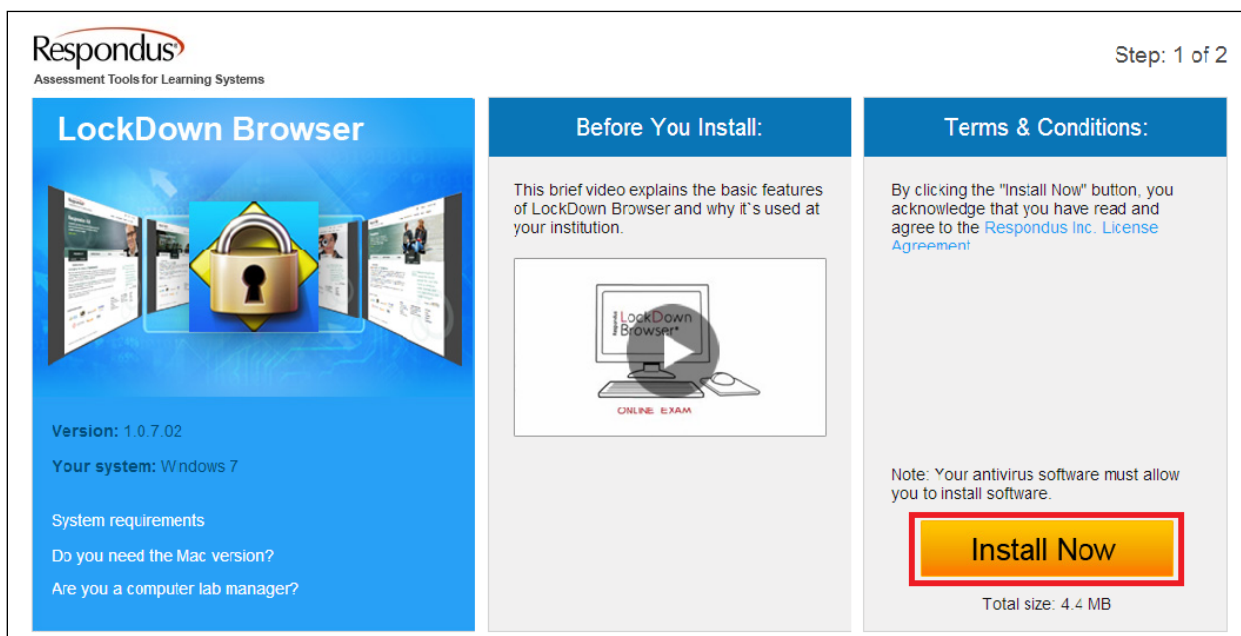 Respondus®
Assessment Tools for Learning Systems
Step: 1 of 2
LockDown Browser
Version: 1.0.7.02
Your system: Windows 7
System requirements
Do you need the Mac version?
Are you a computer lab manager?
Before You Install:
This brief video explains the basic features
of LockDown Browser and why it`s used at
your institution.
Respondus
LockDown
Browser
ONLINE EXAM
Terms & Conditions:
By clicking the "Install Now" button, you
acknowledge that you have read and
agree to the Respondus Inc. License
Agreement
Note: Your antivirus software must allow
you to install software.
Install Now
Total size: 4.4 MB